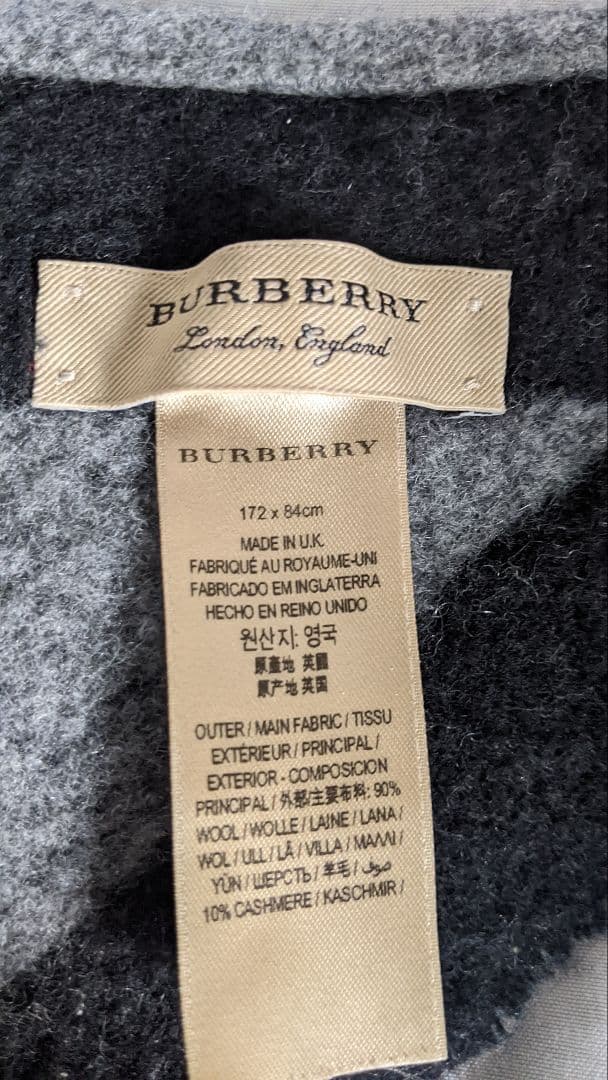 BURBERRY
London, England
BURBERRY
172 x 84cm
MADE IN U.K.
FABRIQUÉ AU ROYAUME-UNI
FABRICADO EM INGLATERRA
HECHO EN REINO UNIDO
원산지: 영국
原產地 英國
原产地 英国
OUTER / MAIN FABRIC / TISSU
EXTÉRIEUR / PRINCIPAL /
EXTERIOR - COMPOSICION
PRINCIPAL / 外部/主要布料: 90%
WOOL / WOLLE / LAINE / LANA /
WOL / ULL / LÃ / VILLA / ΜΑΛΛΙ /
YÜN / ШЕРСТЬ / 羊毛 / صوف /
10% CASHMERE / KASCHMIR /